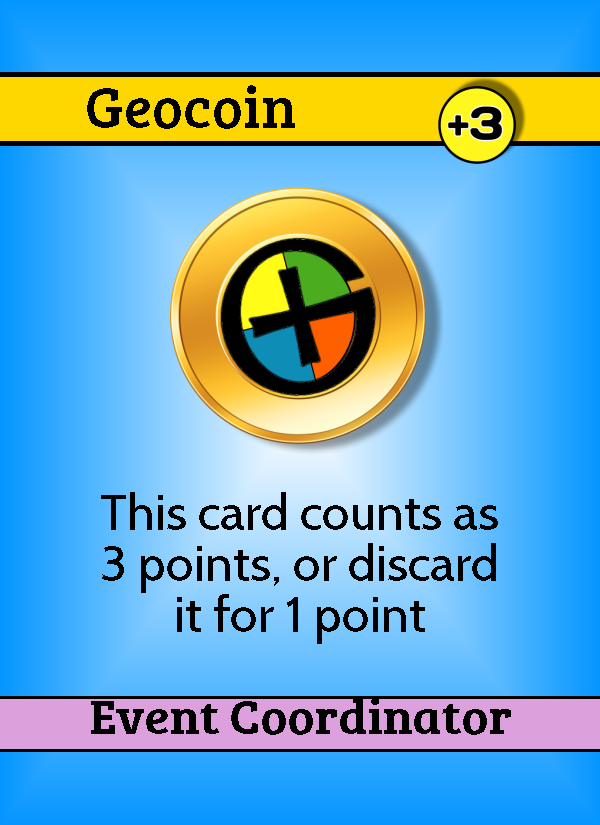 Geocoin
+3
This card counts as
3 points, or discard
it for 1 point
Event Coordinator